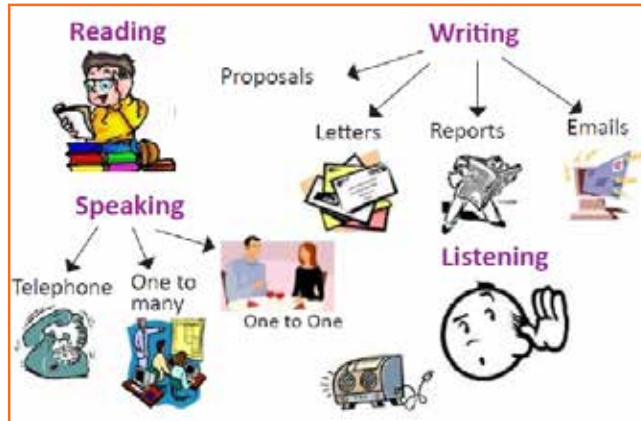 Reading
Writing
Proposals
Letters
Reports
Emails
Speaking
Listening
Telephone
One to
many
One to One